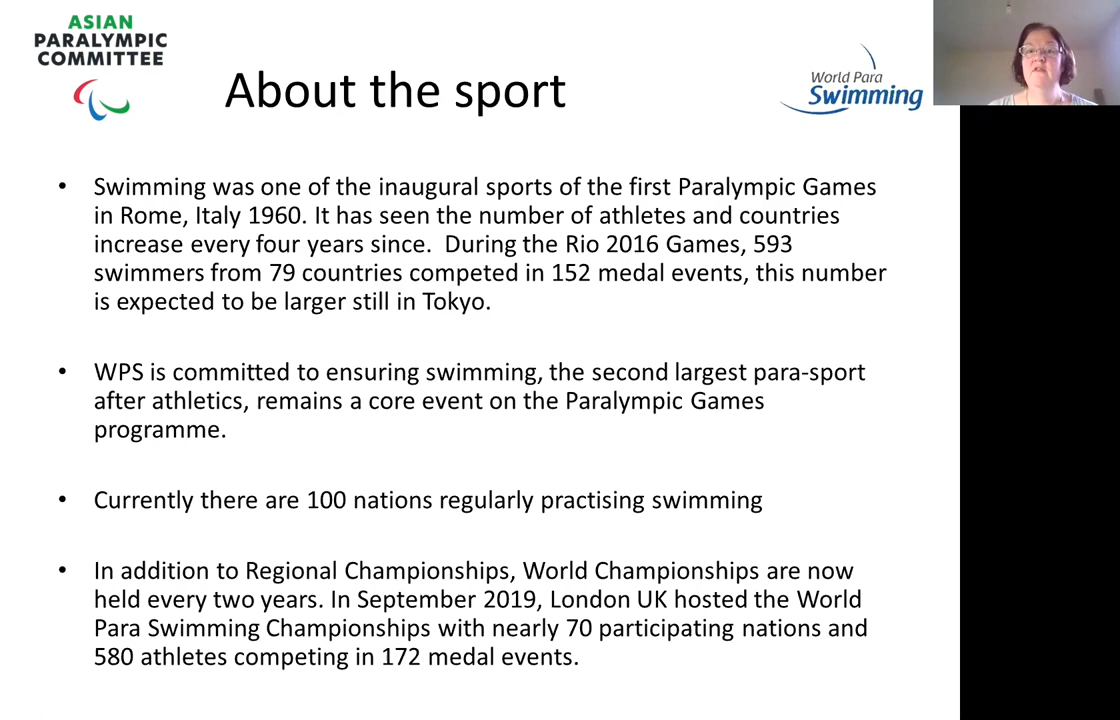 ASIAN
PARALYMPIC
COMMITTEE
About the sport
World Para
Swimming
• Swimming was one of the inaugural sports of the first Paralympic Games
in Rome, Italy 1960. It has seen the number of athletes and countries
increase every four years since.  During the Rio 2016 Games, 593
swimmers from 79 countries competed in 152 medal events, this number
is expected to be larger still in Tokyo.
• WPS is committed to ensuring swimming, the second largest para-sport
after athletics, remains a core event on the Paralympic Games
programme.
• Currently there are 100 nations regularly practising swimming
• In addition to Regional Championships, World Championships are now
held every two years. In September 2019, London UK hosted the World
Para Swimming Championships with nearly 70 participating nations and
580 athletes competing in 172 medal events.